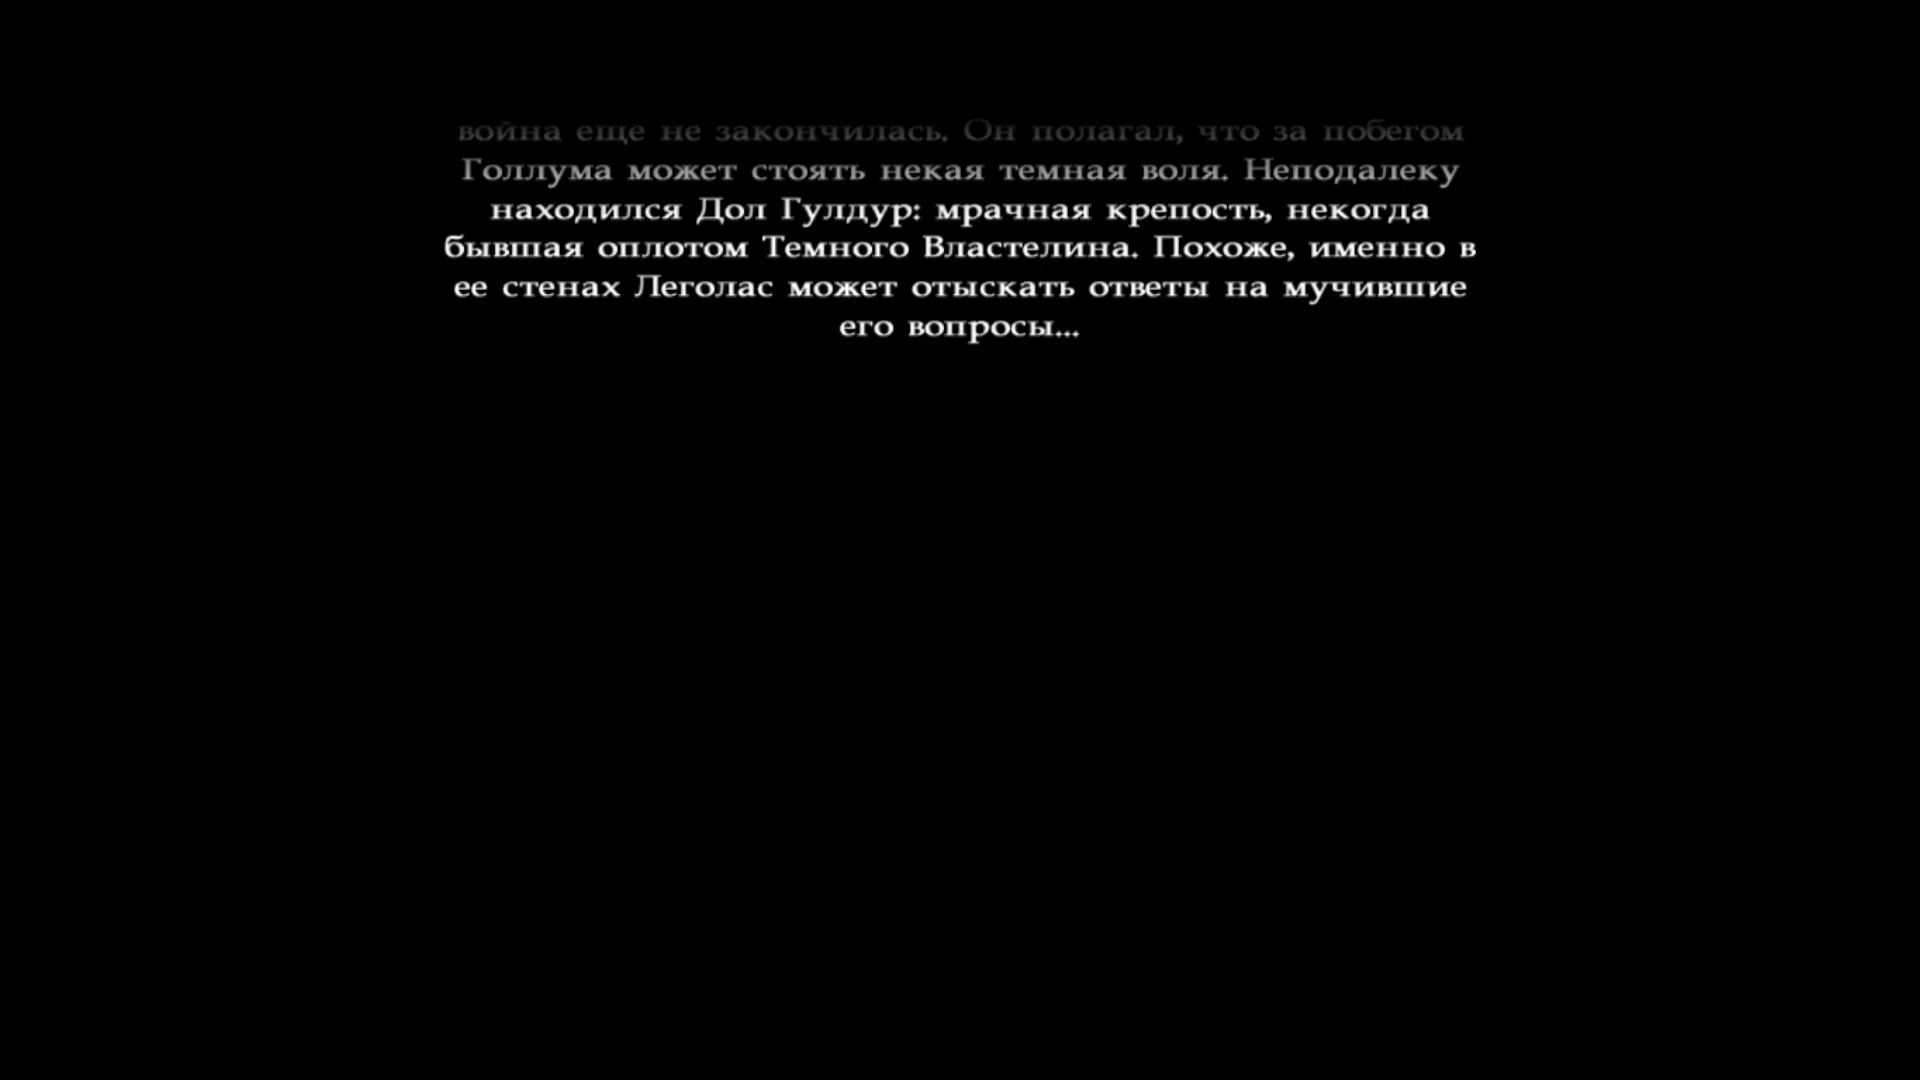 война еще не закончилась. Он полагал, что за побегом
Голлума может стоять некая темная воля. Неподалеку
находился Дол Гулдур: мрачная крепость, некогда
бывшая оплотом Темного Властелина. Похоже, именно в
ее стенах Леголас может отыскать ответы на мучившие
его вопросы...